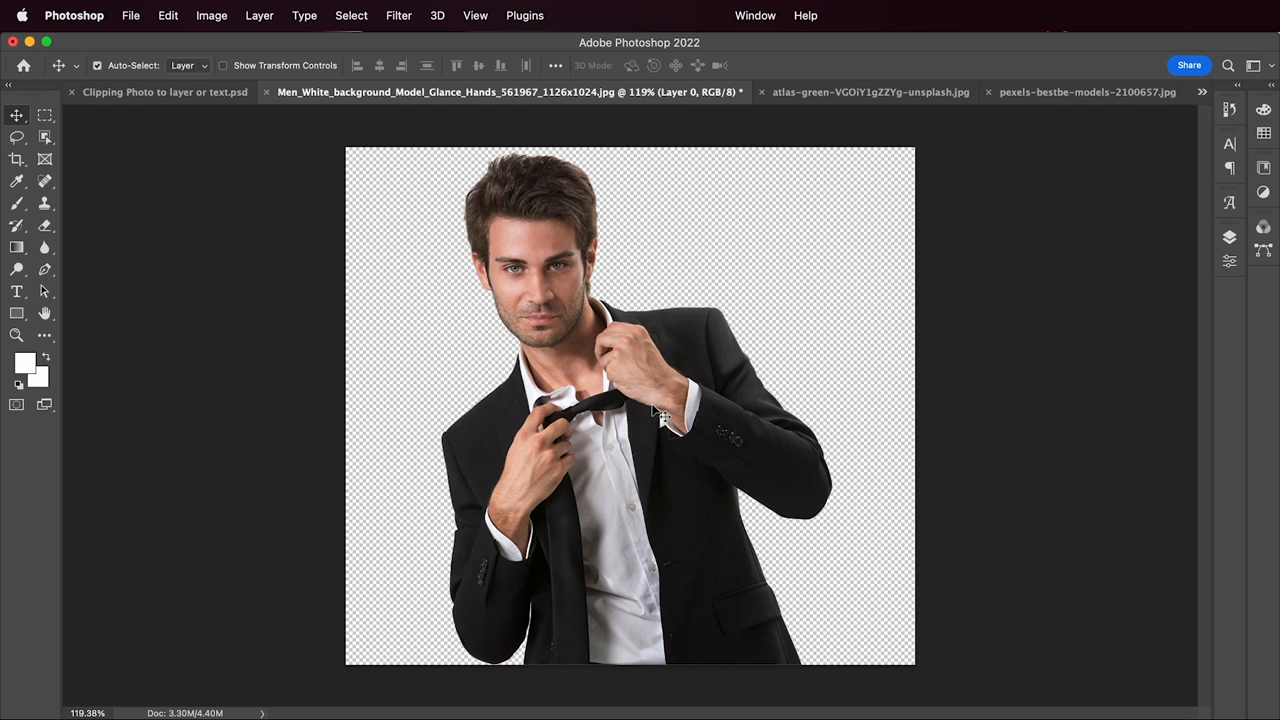 Photoshop File Edit Image Layer Type Select Filter 3D View Plugins Window Help
Adobe Photoshop 2022
Auto-Select: Layer Show Transform Controls 3D Mode: Share
Clipping Photo to layer or text.psd Men_White_background_Model_Glance_Hands_561967_1126x1024.jpg @ 119% (Layer 0, RGB/8) * atlas-green-VGOiY1gZZYg-unsplash.jpg pexels-bestbe-models-2100657.jpg
119.38% Doc: 3.30M/4.40M